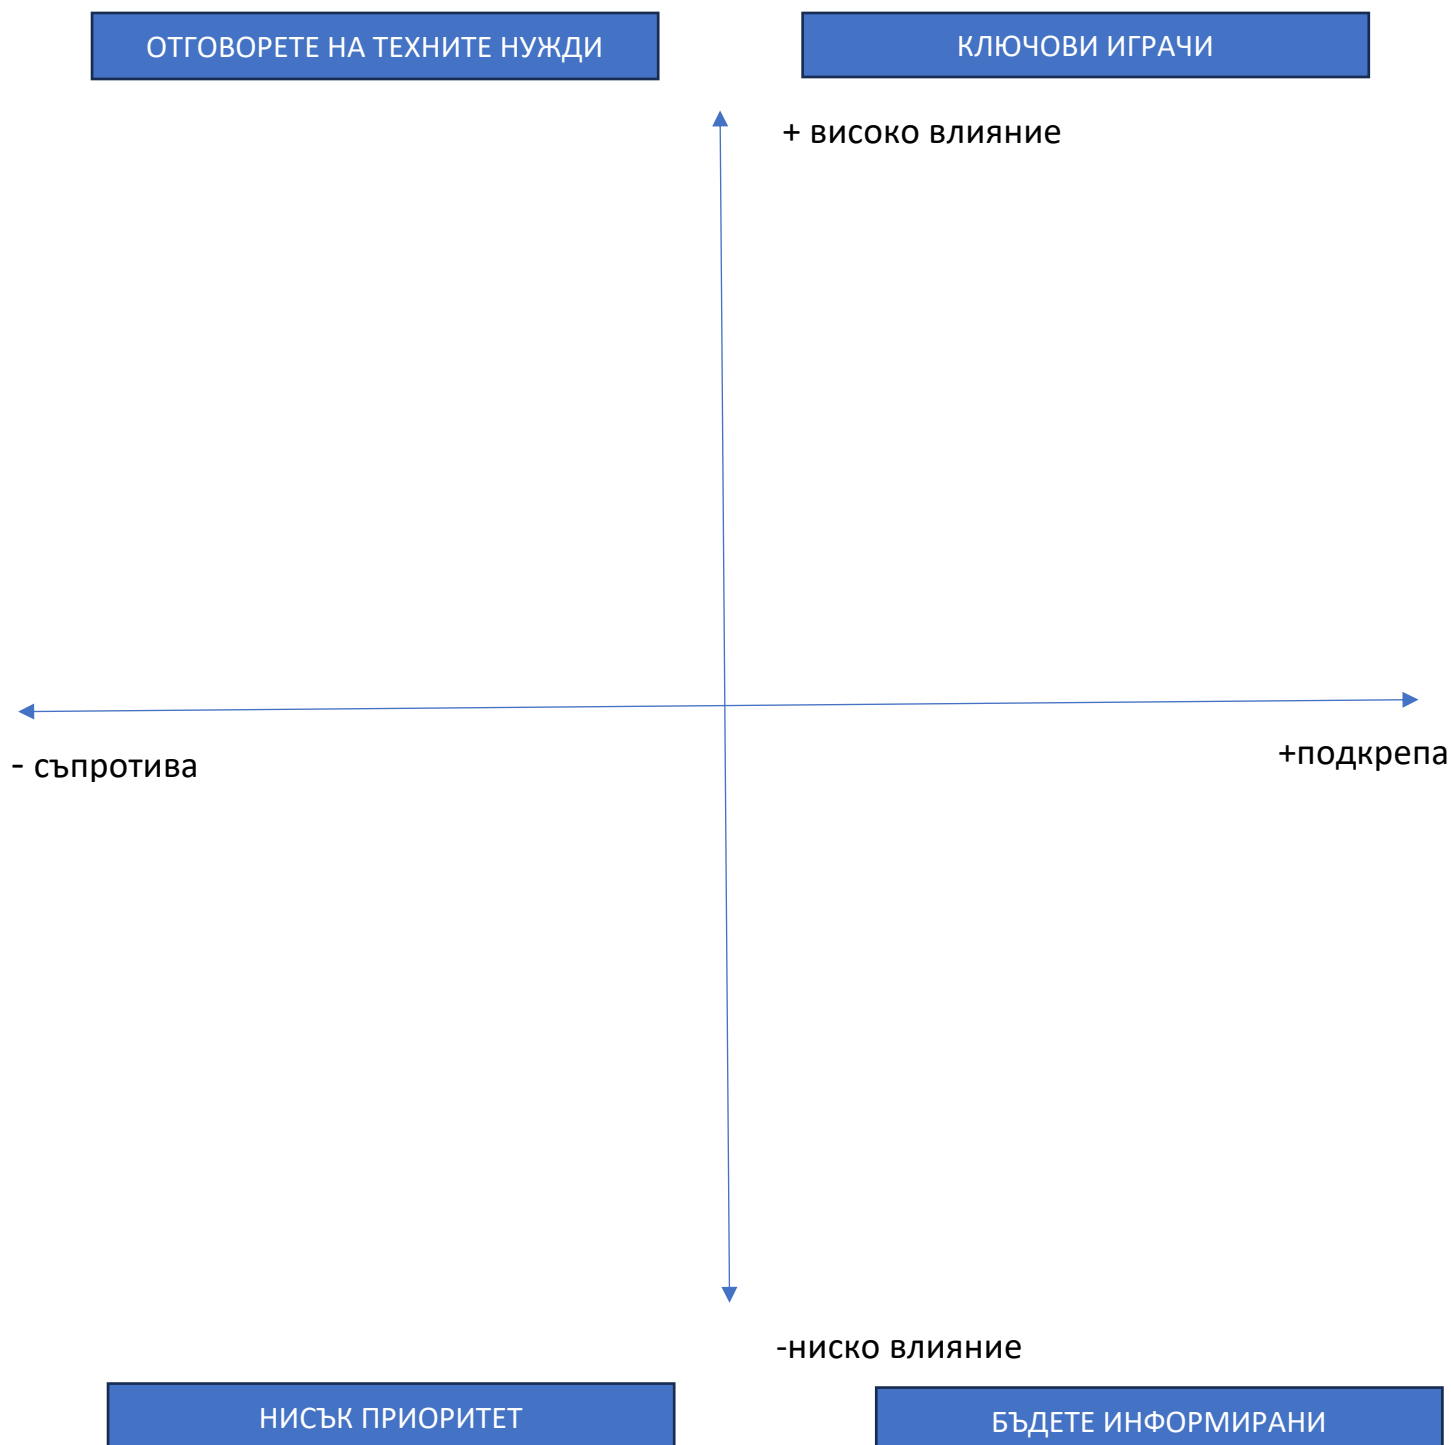 ОТГОВОРЕТЕ НА ТЕХНИТЕ НУЖДИ
КЛЮЧОВИ ИГРАЧИ
+ високо влияние
- съпротива
+подкрепа
-ниско влияние
НИСЪК ПРИОРИТЕТ
БЪДЕТЕ ИНФОРМИРАНИ